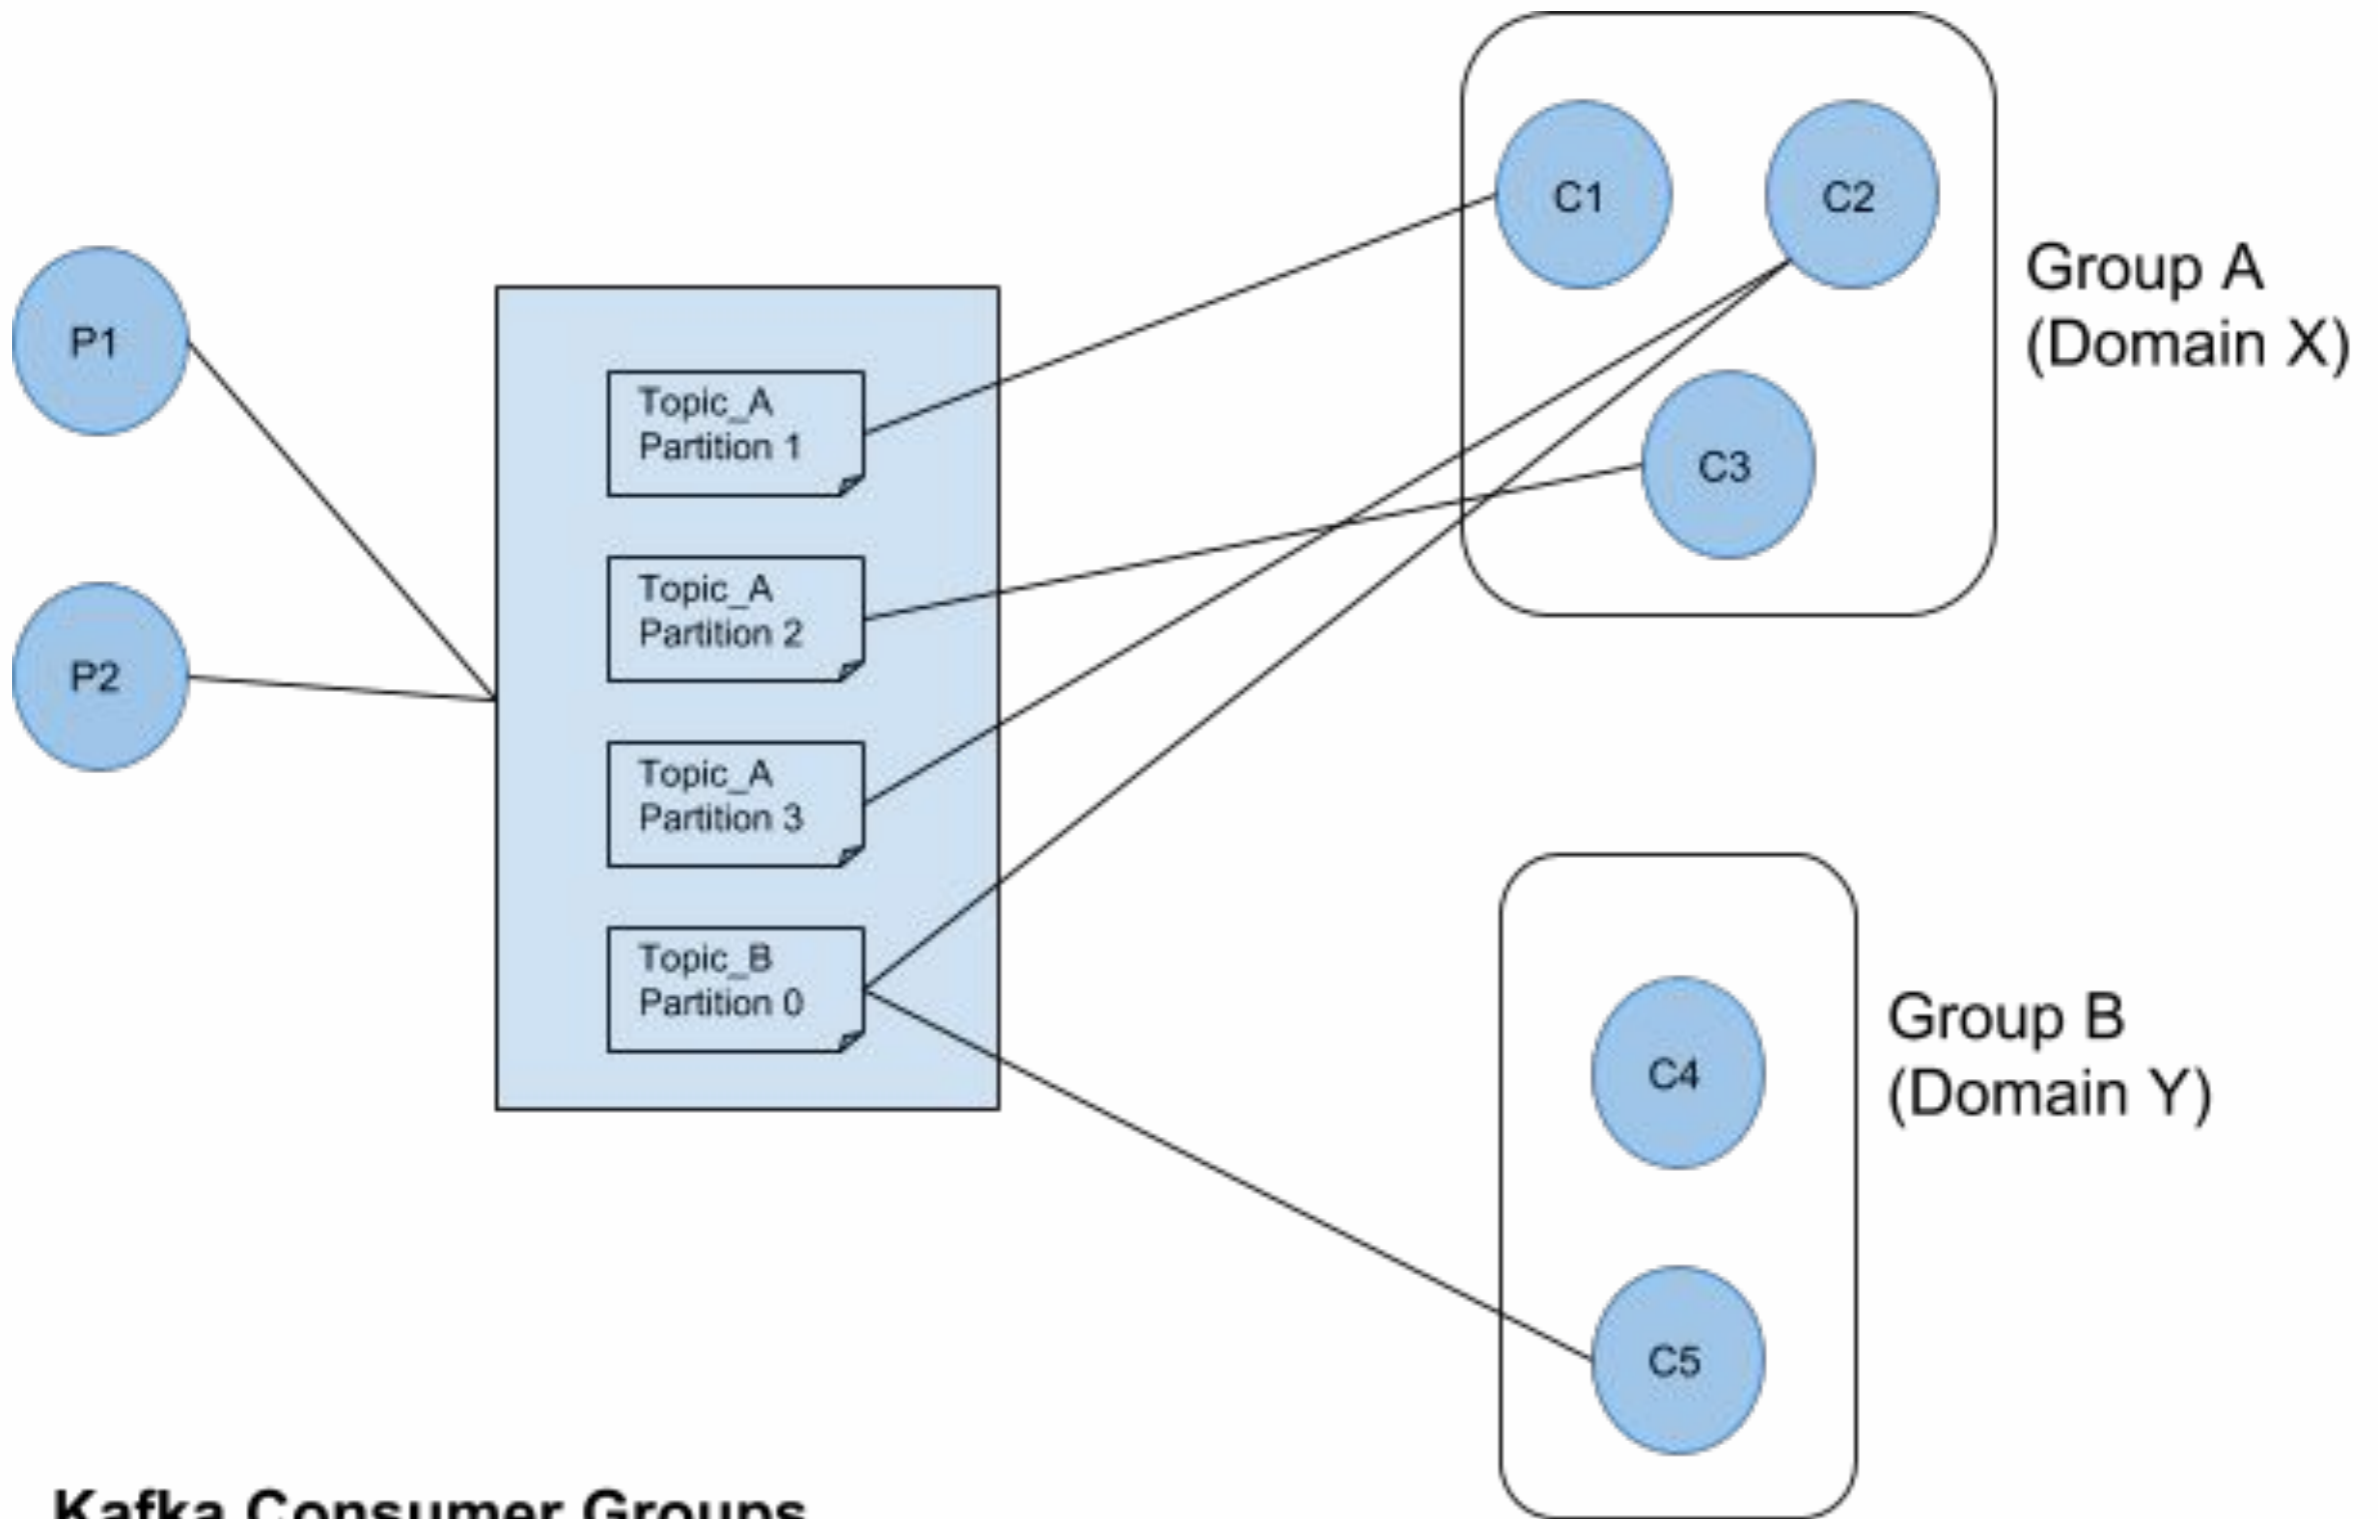 P1
P2
Topic_A
Partition 1
Topic_A
Partition 2
Topic_A
Partition 3
Topic_B
Partition 0
C1
C2
C3
Group A
(Domain X)
C4
C5
Group B
(Domain Y)
Kafka Consumer Groups